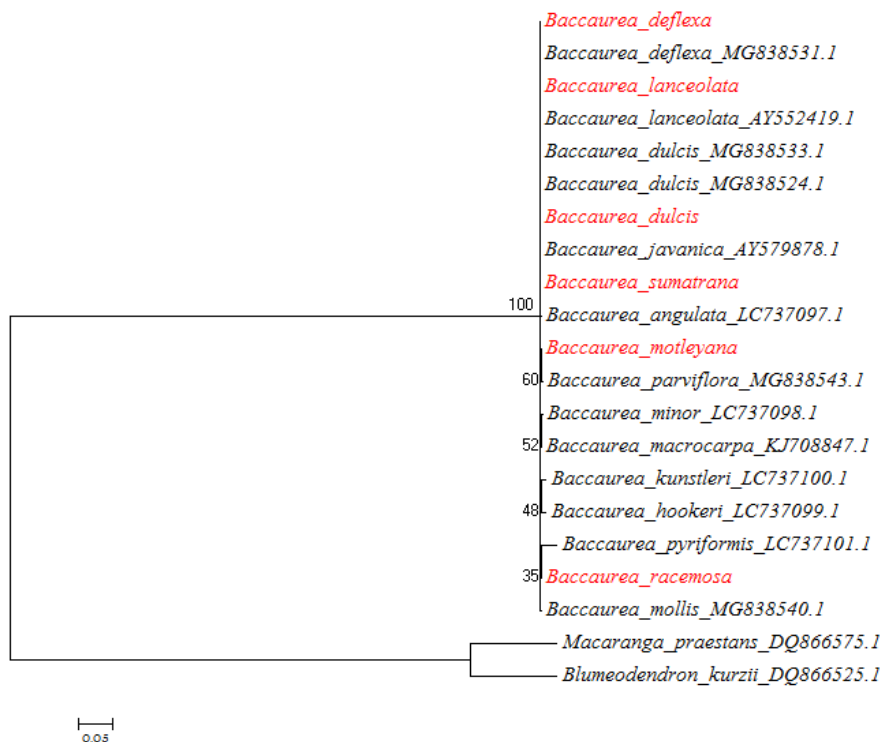 Baccaurea_deflexa
Baccaurea_deflexa_MG838531.1
Baccaurea_lanceolata
Baccaurea_lanceolata_AY552419.1
Baccaurea_dulcis_MG838533.1
Baccaurea_dulcis_MG838524.1
Baccaurea_dulcis
Baccaurea_javanica_AY579878.1
Baccaurea_sumatrana
100 Baccaurea_angulata_LC737097.1
Baccaurea_motleyana
60 Baccaurea_parviflora_MG838543.1
Baccaurea_minor_LC737098.1
52 Baccaurea_macrocarpa_KJ708847.1
Baccaurea_kunstleri_LC737100.1
48 Baccaurea_hookeri_LC737099.1
Baccaurea_pyriformis_LC737101.1
35 Baccaurea_racemosa
Baccaurea_mollis_MG838540.1
Macaranga_praestans_DQ866575.1
Blumeodendron_kurzii_DQ866525.1
0.05